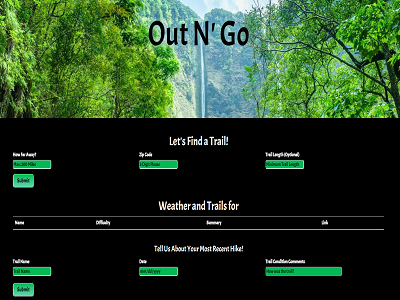 Out N' Go
Let's Find a Trail!
How Far Away? Zip Code Trail Length (Optional)
Max 200 Miles 5 Digit Please Minimum Trail Length
Submit
Weather and Trails for
Name Difficulty Summary Link
Tell Us About Your Most Recent Hike!
Trail Name Date Trail Condition Comments
Trail Name mm/dd/yyyy How was the trail?
Submit